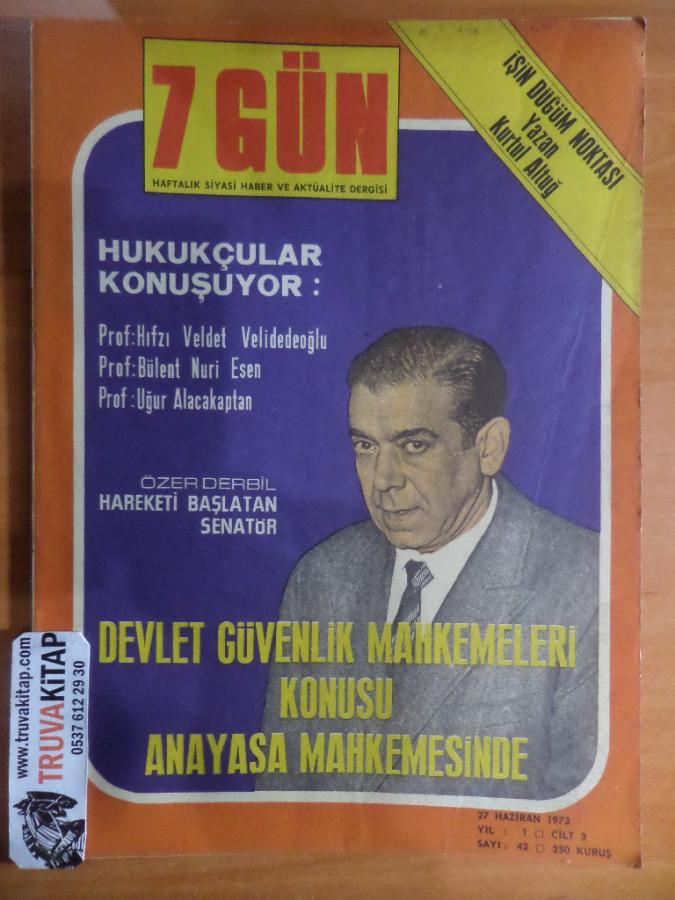 7 GÜN
HAFTALIK SİYASİ HABER VE AKTÜALİTE DERGİSİ
İŞİN DÜĞÜM NOKTASI
Yazan
Kurtul Altuğ
HUKUKÇULAR
KONUŞUYOR :
Prof:Hıfzı Veldet Velidedeoğlu
Prof:Bülent Nuri Esen
Prof:Uğur Alacakaptan
ÖZER DERBİL
HAREKETİ BAŞLATAN
SENATÖR
DEVLET GÜVENLİK MAHKEMELERİ
KONUSU
ANAYASA MAHKEMESİNDE
27 HAZİRAN 1973
YIL : 1 □ CİLT 3
SAYI : 42 □ 250 KURUŞ
www.truvakitap.com
TRUVAKİTAP
0537 612 29 30